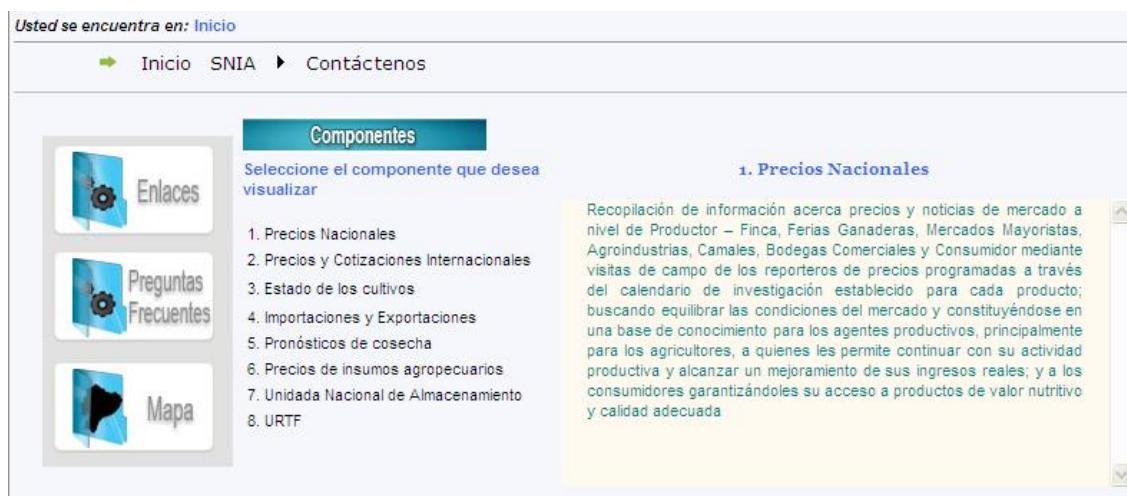 Usted se encuentra en: Inicio
Inicio SNIA Contáctenos
Enlaces
Preguntas
Frecuentes
Mapa
Componentes
Seleccione el componente que desea
visualizar
1. Precios Nacionales
2. Precios y Cotizaciones Internacionales
3. Estado de los cultivos
4. Importaciones y Exportaciones
5. Pronósticos de cosecha
6. Precios de insumos agropecuarios
7. Unidada Nacional de Almacenamiento
8. URTF
1. Precios Nacionales
Recopilación de información acerca precios y noticias de mercado a
nivel de Productor – Finca, Ferias Ganaderas, Mercados Mayoristas,
Agroindustrias, Camales, Bodegas Comerciales y Consumidor mediante
visitas de campo de los reporteros de precios programadas a través
del calendario de investigación establecido para cada producto;
buscando equilibrar las condiciones del mercado y constituyéndose en
una base de conocimiento para los agentes productivos, principalmente
para los agricultores, a quienes les permite continuar con su actividad
productiva y alcanzar un mejoramiento de sus ingresos reales; y a los
consumidores garantizándoles su acceso a productos de valor nutritivo
y calidad adecuada